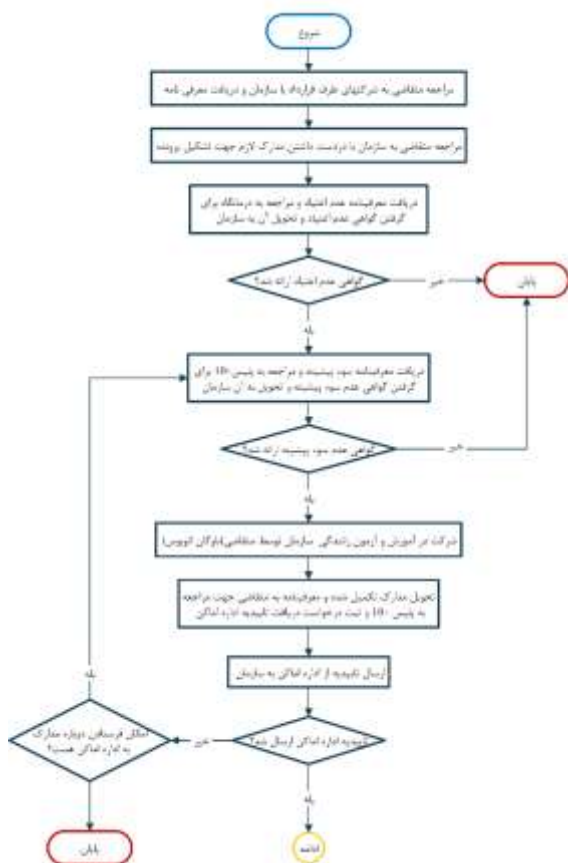 شروع
مراجعه متقاضی به شرکتهای طرف قرارداد با سازمان و دریافت معرفی نامه
مراجعه متقاضی به سازمان با دردست داشتن مدارک لازم جهت تشکیل پرونده
دریافت معرفینامه عدم اعتیاد و مراجعه به درمانگاه برای
گرفتن گواهی عدم اعتیاد و تحویل آن به سازمان
گواهی عدم اعتیاد ارائه شد؟
خیر
پایان
بله
دریافت معرفینامه سوء پیشینه و مراجعه به پلیس +10 برای
گرفتن گواهی عدم سوء پیشینه و تحویل به آن سازمان
گواهی عدم سوء پیشینه ارائه شد؟
خیر
بله
شرکت در آموزش و آزمون رانندگی سازمان توسط متقاضی(ناوگان اتوبوس)
تحویل مدارک تکمیل شده و معرفینامه به متقاضی جهت مراجعه
به پلیس +10 و ثبت درخواست دریافت تاییدیه اداره اماکن
ارسال تاییدیه از اداره اماکن به سازمان
بله
تاییدیه اداره اماکن ارسال شد؟
خیر
امکان فرستادن دوباره مدارک
به اداره اماکن هست؟
بله
پایان
ادامه